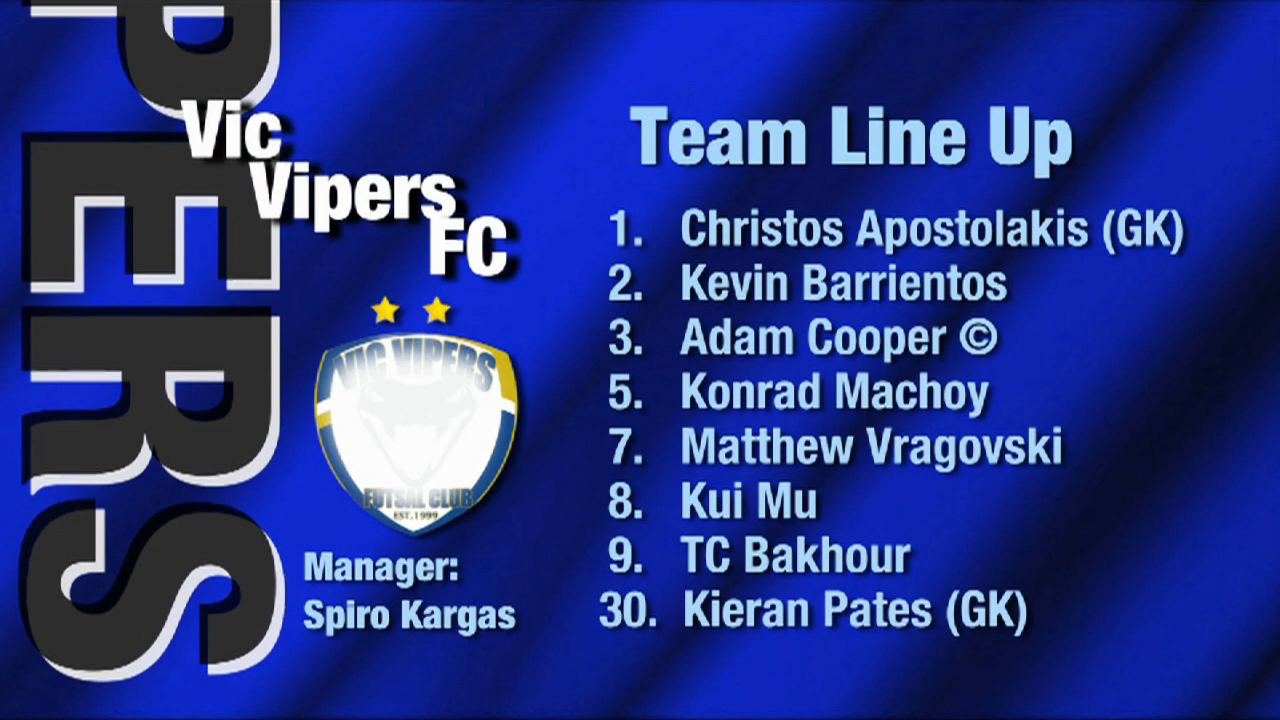 PERS
Vic
Vipers
FC
VIC VIPERS
FUTSAL CLUB
EST.1999
Manager:
Spiro Kargas
Team Line Up
1. Christos Apostolakis (GK)
2. Kevin Barrientos
3. Adam Cooper ©
5. Konrad Machoy
7. Matthew Vragovski
8. Kui Mu
9. TC Bakhour
30. Kieran Pates (GK)